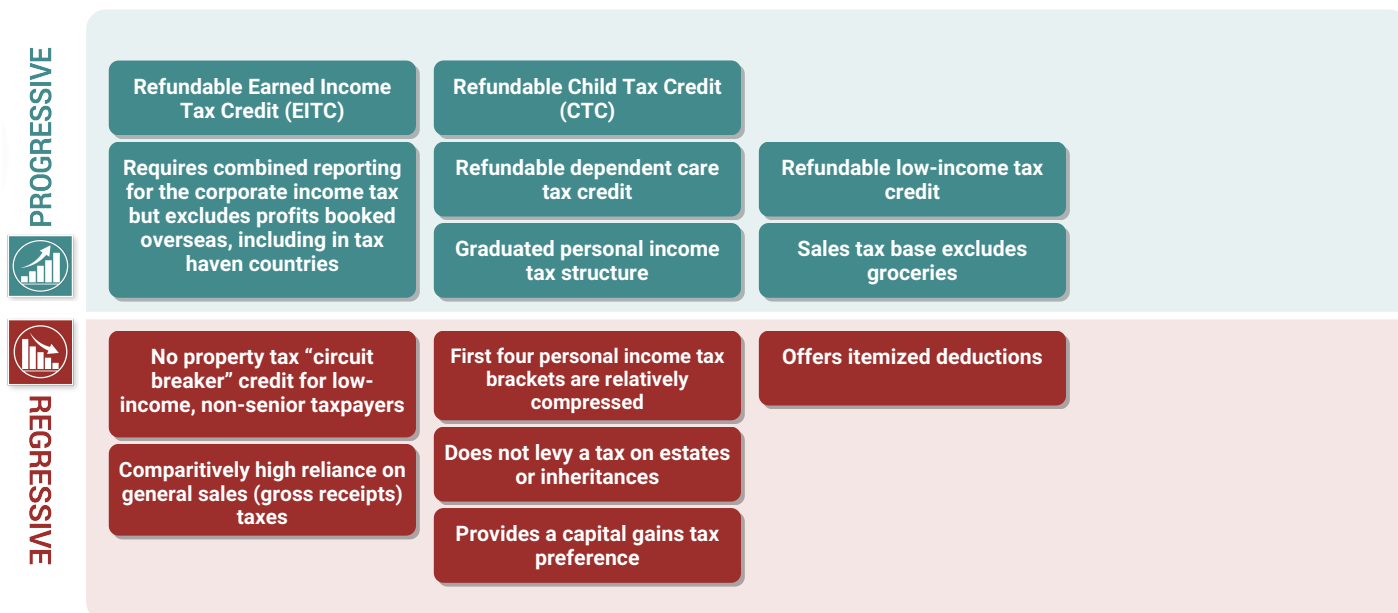 PROGRESSIVE
Refundable Earned Income
Tax Credit (EITC)
Requires combined reporting
for the corporate income tax
but excludes profits booked
overseas, including in tax
haven countries
Refundable Child Tax Credit
(CTC)
Refundable dependent care
tax credit
Graduated personal income
tax structure
Refundable low-income tax
credit
Sales tax base excludes
groceries
REGRESSIVE
No property tax “circuit
breaker” credit for low-
income, non-senior taxpayers
Comparitively high reliance on
general sales (gross receipts)
taxes
First four personal income tax
brackets are relatively
compressed
Does not levy a tax on estates
or inheritances
Provides a capital gains tax
preference
Offers itemized deductions